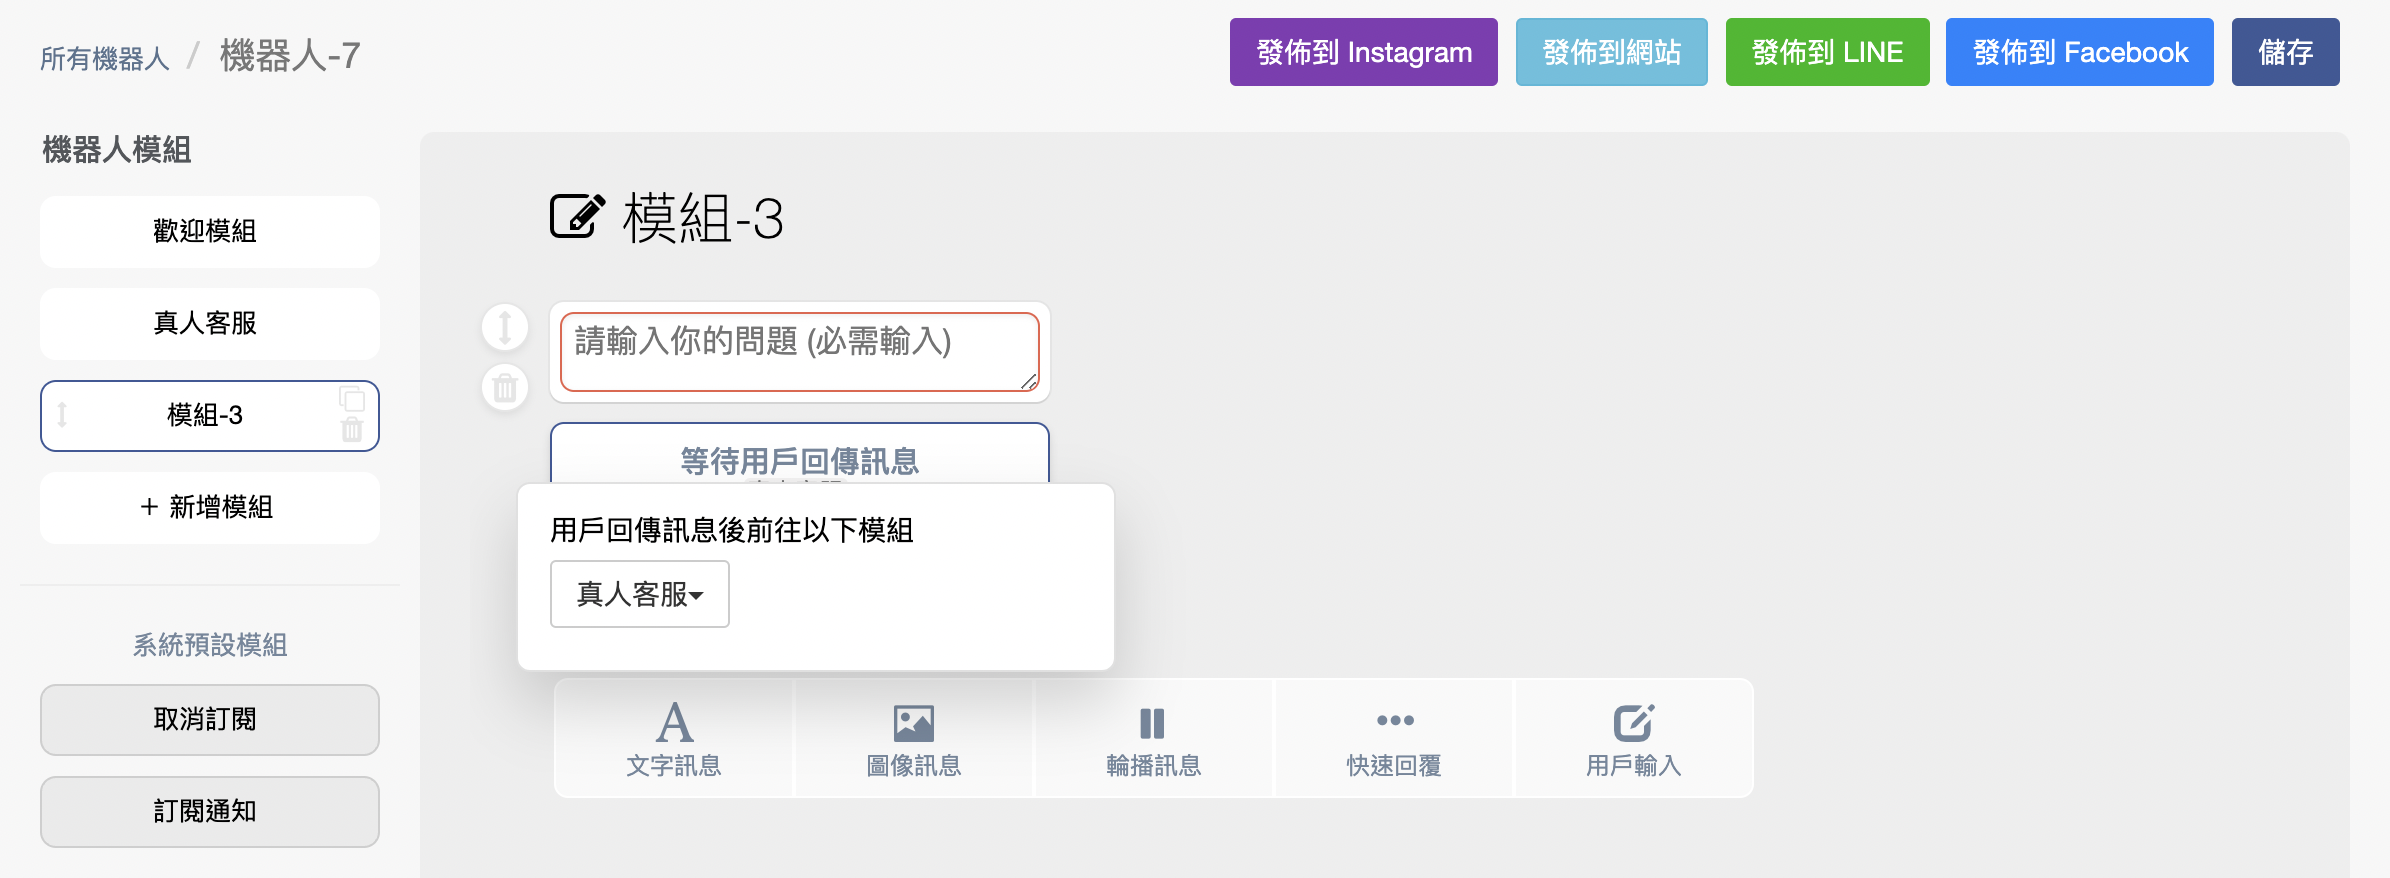 所有機器人 / 機器人-7
發佈到 Instagram
發佈到網站
發佈到 LINE
發佈到 Facebook
儲存
機器人模組
歡迎模組
真人客服
模組-3
+ 新增模組
系統預設模組
取消訂閱
訂閱通知
模組-3
請輸入你的問題 (必需輸入)
等待用戶回傳訊息
用戶回傳訊息後前往以下模組
真人客服
文字訊息
圖像訊息
輪播訊息
快速回覆
用戶輸入